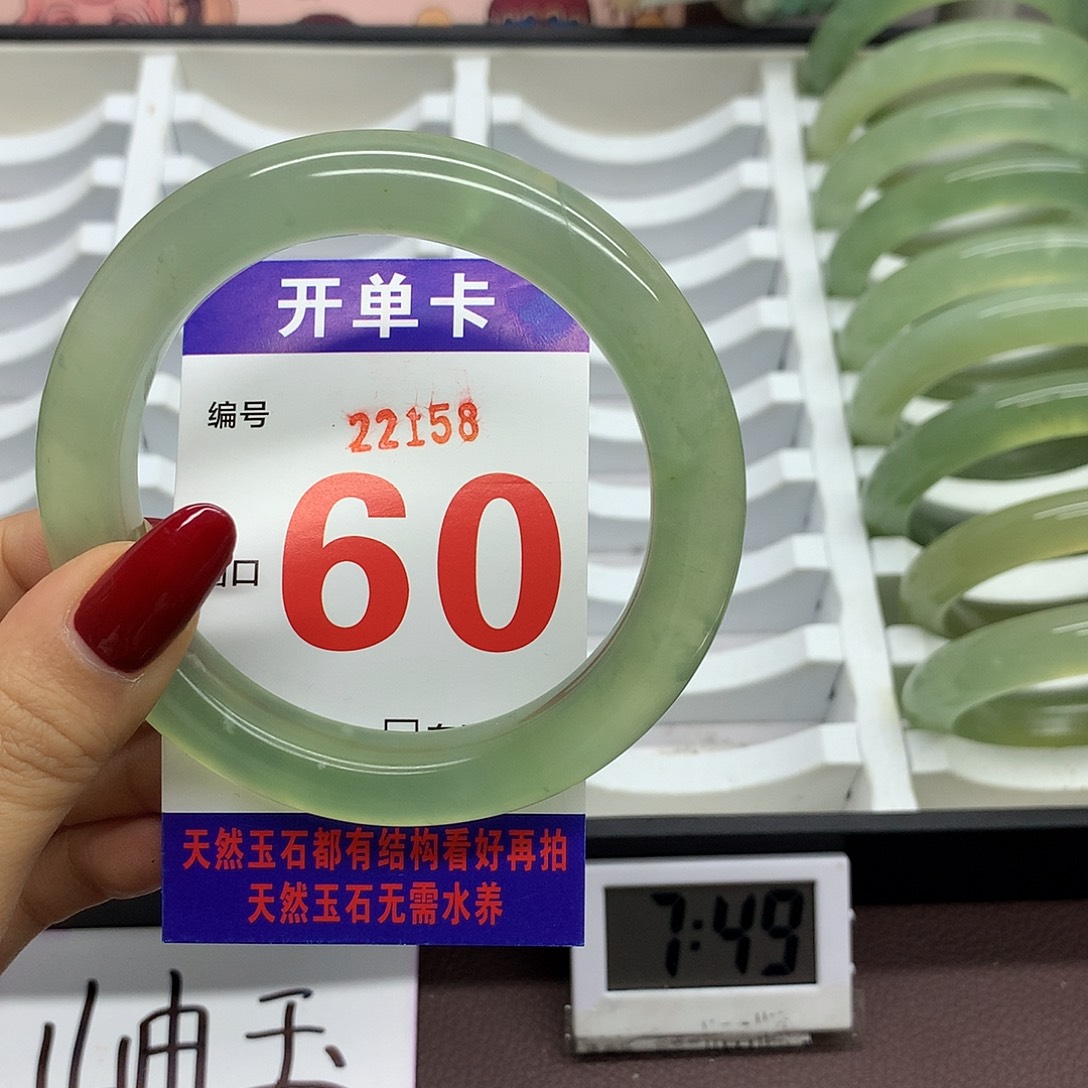 开单卡
编号 22158
口 60
天然玉石都有结构看好再拍
天然玉石无需水养
7:49
岫玉